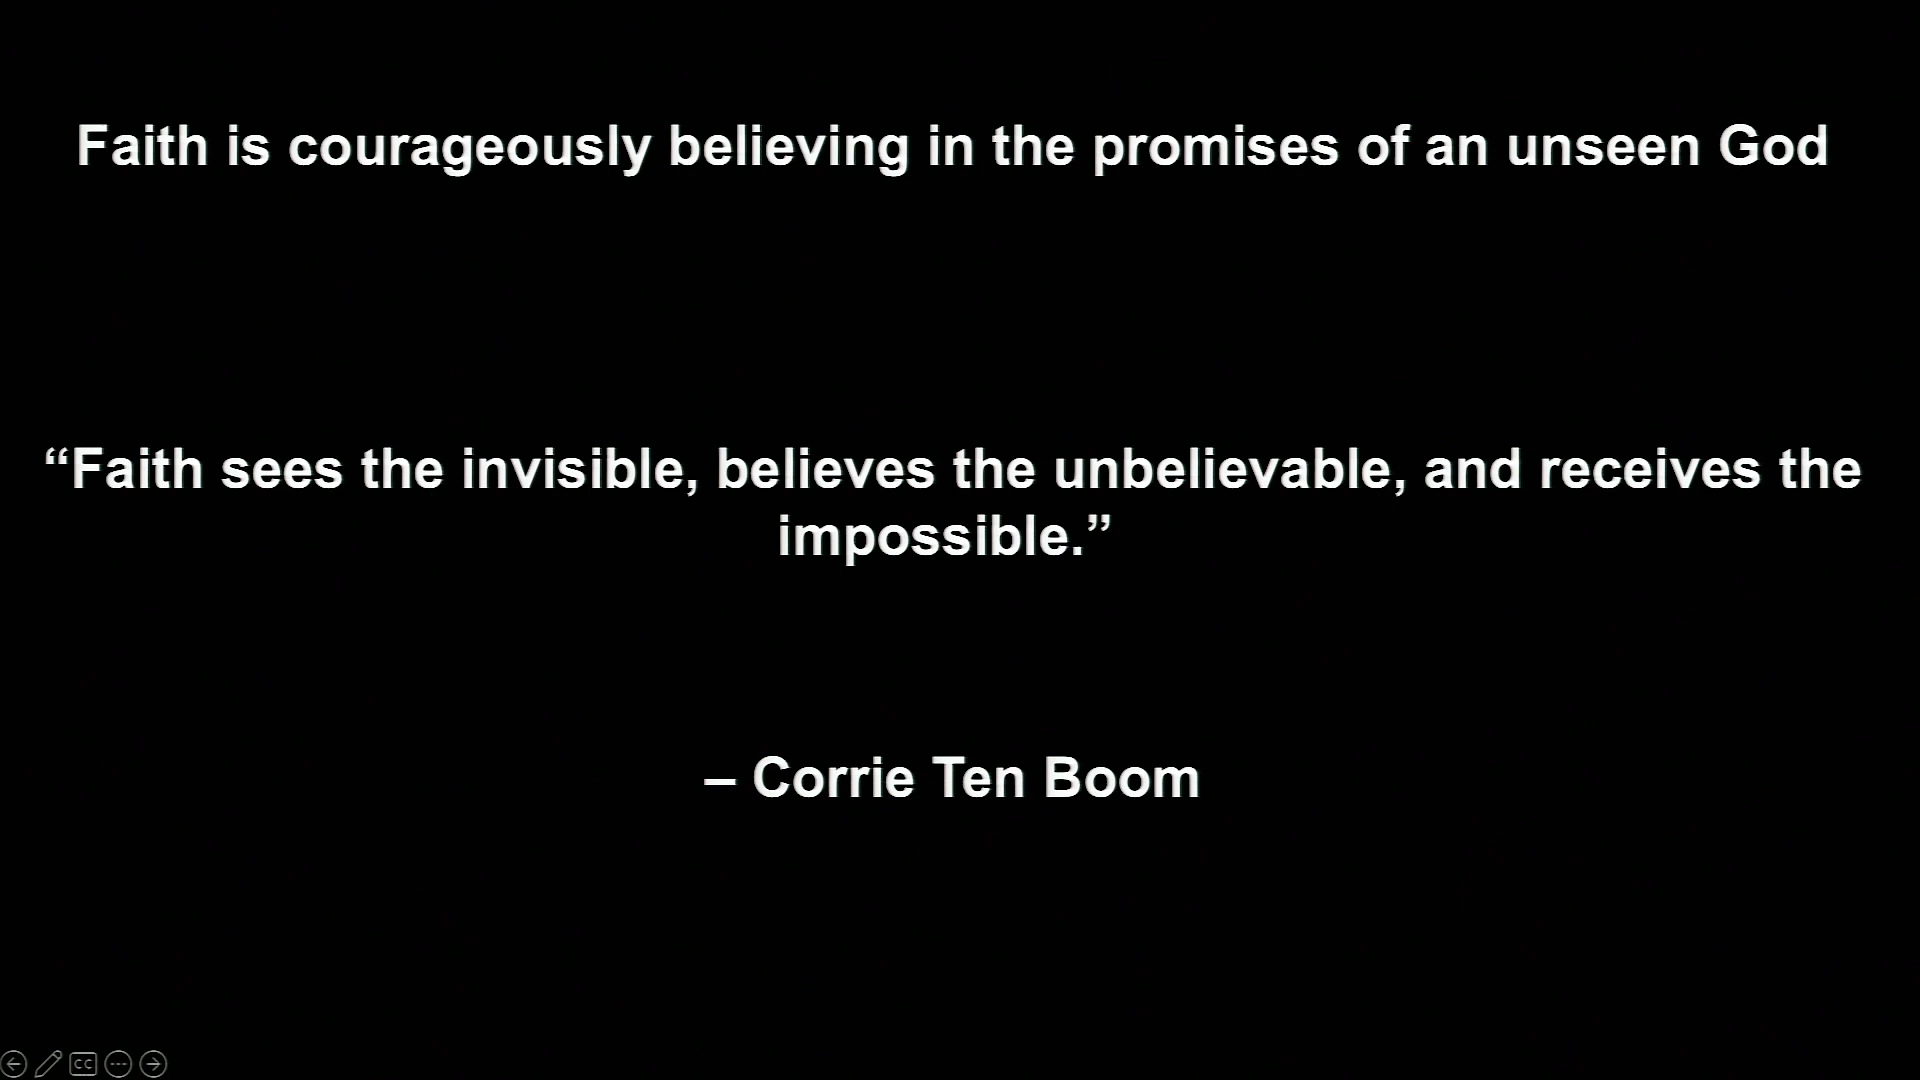 Faith is courageously believing in the promises of an unseen God
“Faith sees the invisible, believes the unbelievable, and receives the
impossible.”
– Corrie Ten Boom
CC